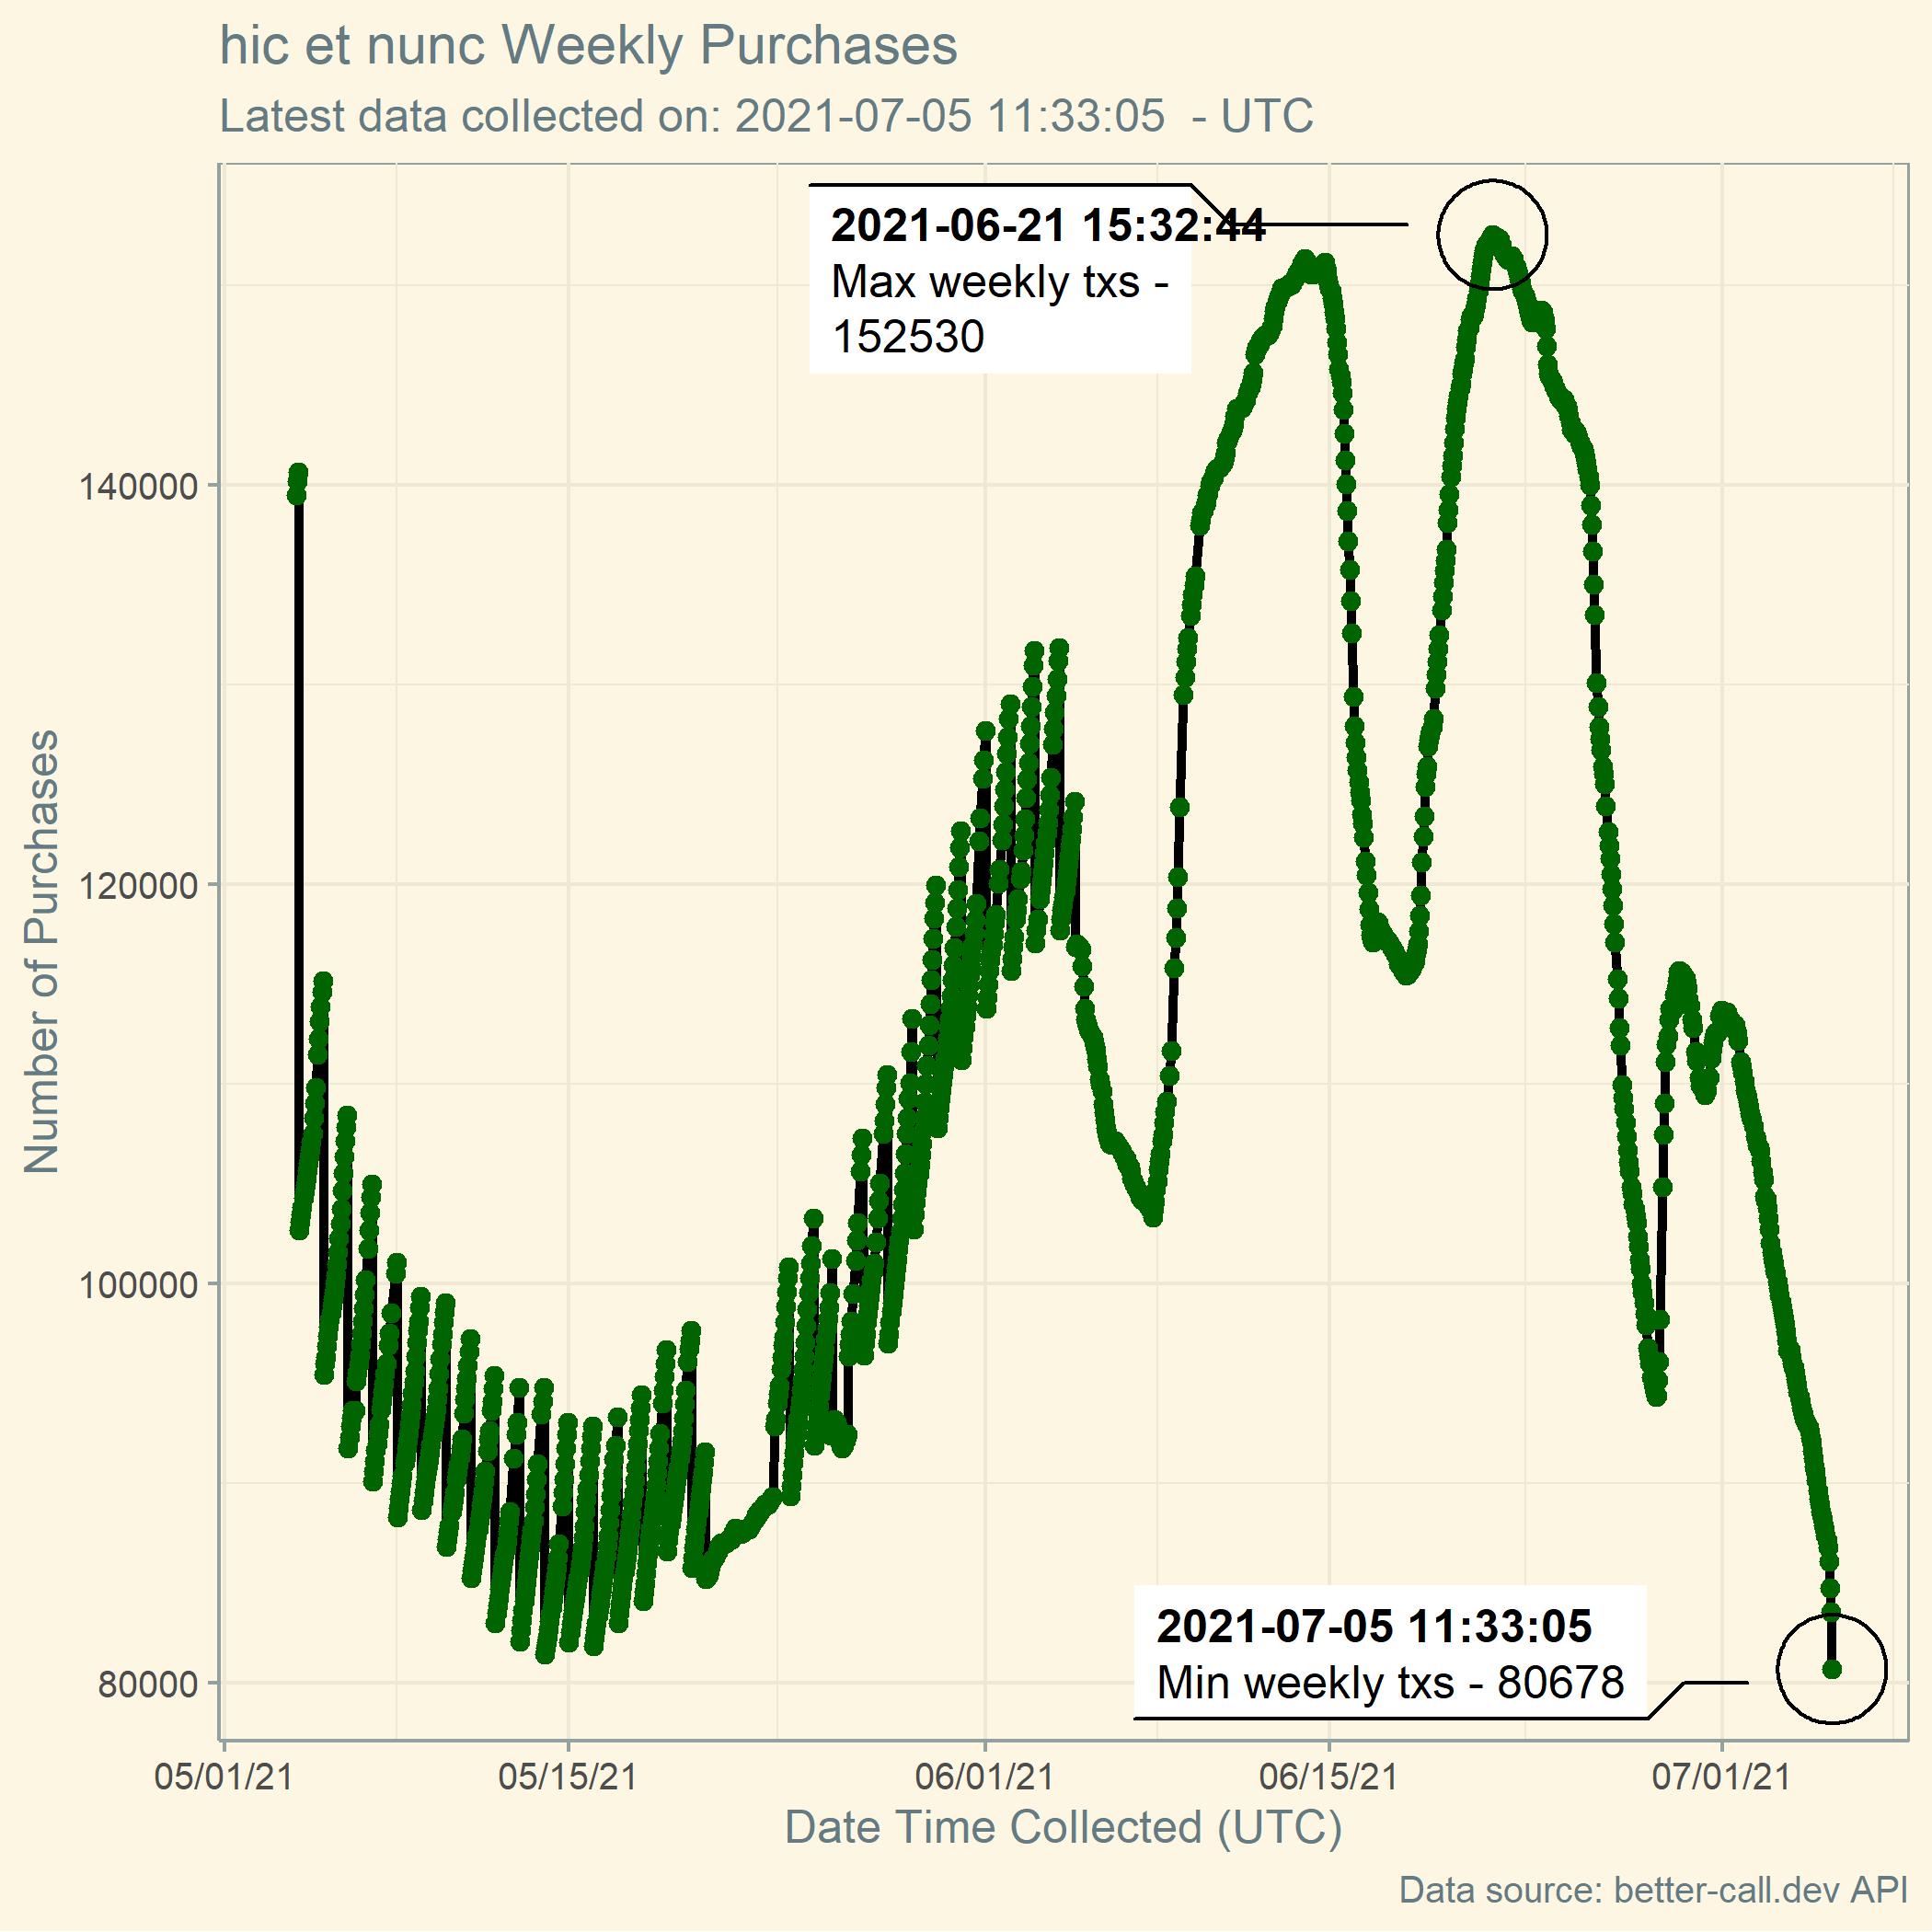 hic et nunc Weekly Purchases
Latest data collected on: 2021-07-05 11:33:05  - UTC
2021-06-21 15:32:44
Max weekly txs -
152530
Number of Purchases
140000
120000
100000
80000
2021-07-05 11:33:05
Min weekly txs - 80678
05/01/21 05/15/21 06/01/21 06/15/21 07/01/21
Date Time Collected (UTC)
Data source: better-call.dev API